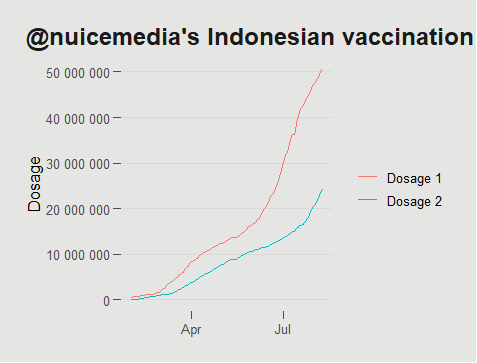 @nuicemedia's Indonesian vaccination
50 000 000
40 000 000
30 000 000
20 000 000
10 000 000
0
Dosage
Apr
Jul
Dosage 1
Dosage 2